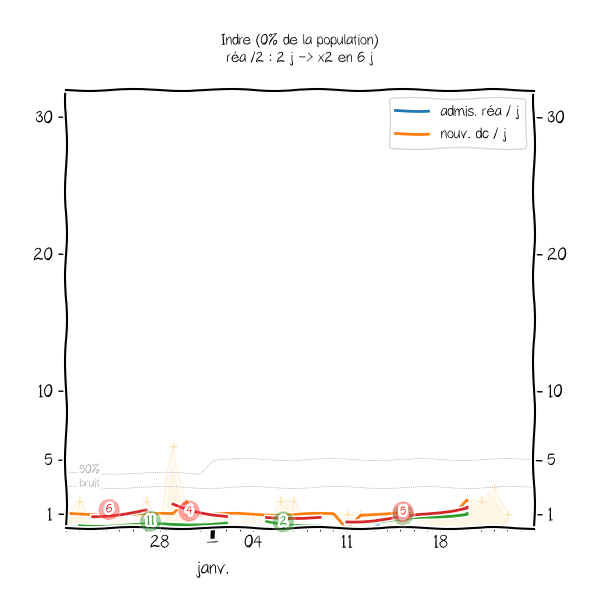 Indre (0% de la population)
réa /2 : 2 j -> x2 en 6 j
admis. réa / j
nouv. dc / j
30 30
20 20
10 10
5 5
50%
bruit
1 1
6 11 4 2 5
28 1 04 11 18
janv.